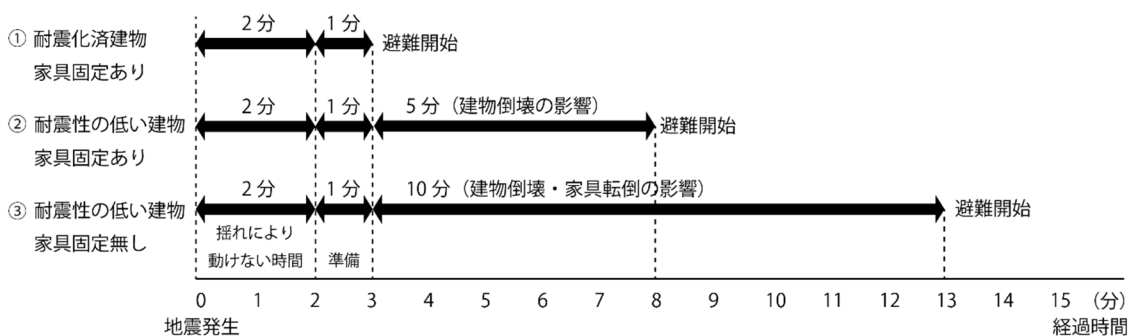 2 分 1 分
① 耐震化済建物 避難開始
家具固定あり
2 分 1 分 5 分（建物倒壊の影響）
② 耐震性の低い建物 避難開始
家具固定あり
2 分 1 分 10 分（建物倒壊・家具転倒の影響）
③ 耐震性の低い建物 避難開始
家具固定無し
揺れにより
動けない時間 準備
0 1 2 3 4 5 6 7 8 9 10 11 12 13 14 15 （分）
地震発生 経過時間